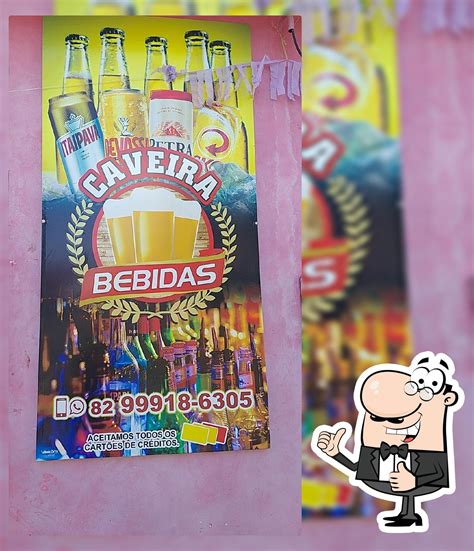 ITAIPAVA
DEVASSA
PETRA
CAVEIRA
BEBIDAS
82 99918-6305
ACEITAMOS TODOS OS
CARTÕES DE CRÉDITOS.